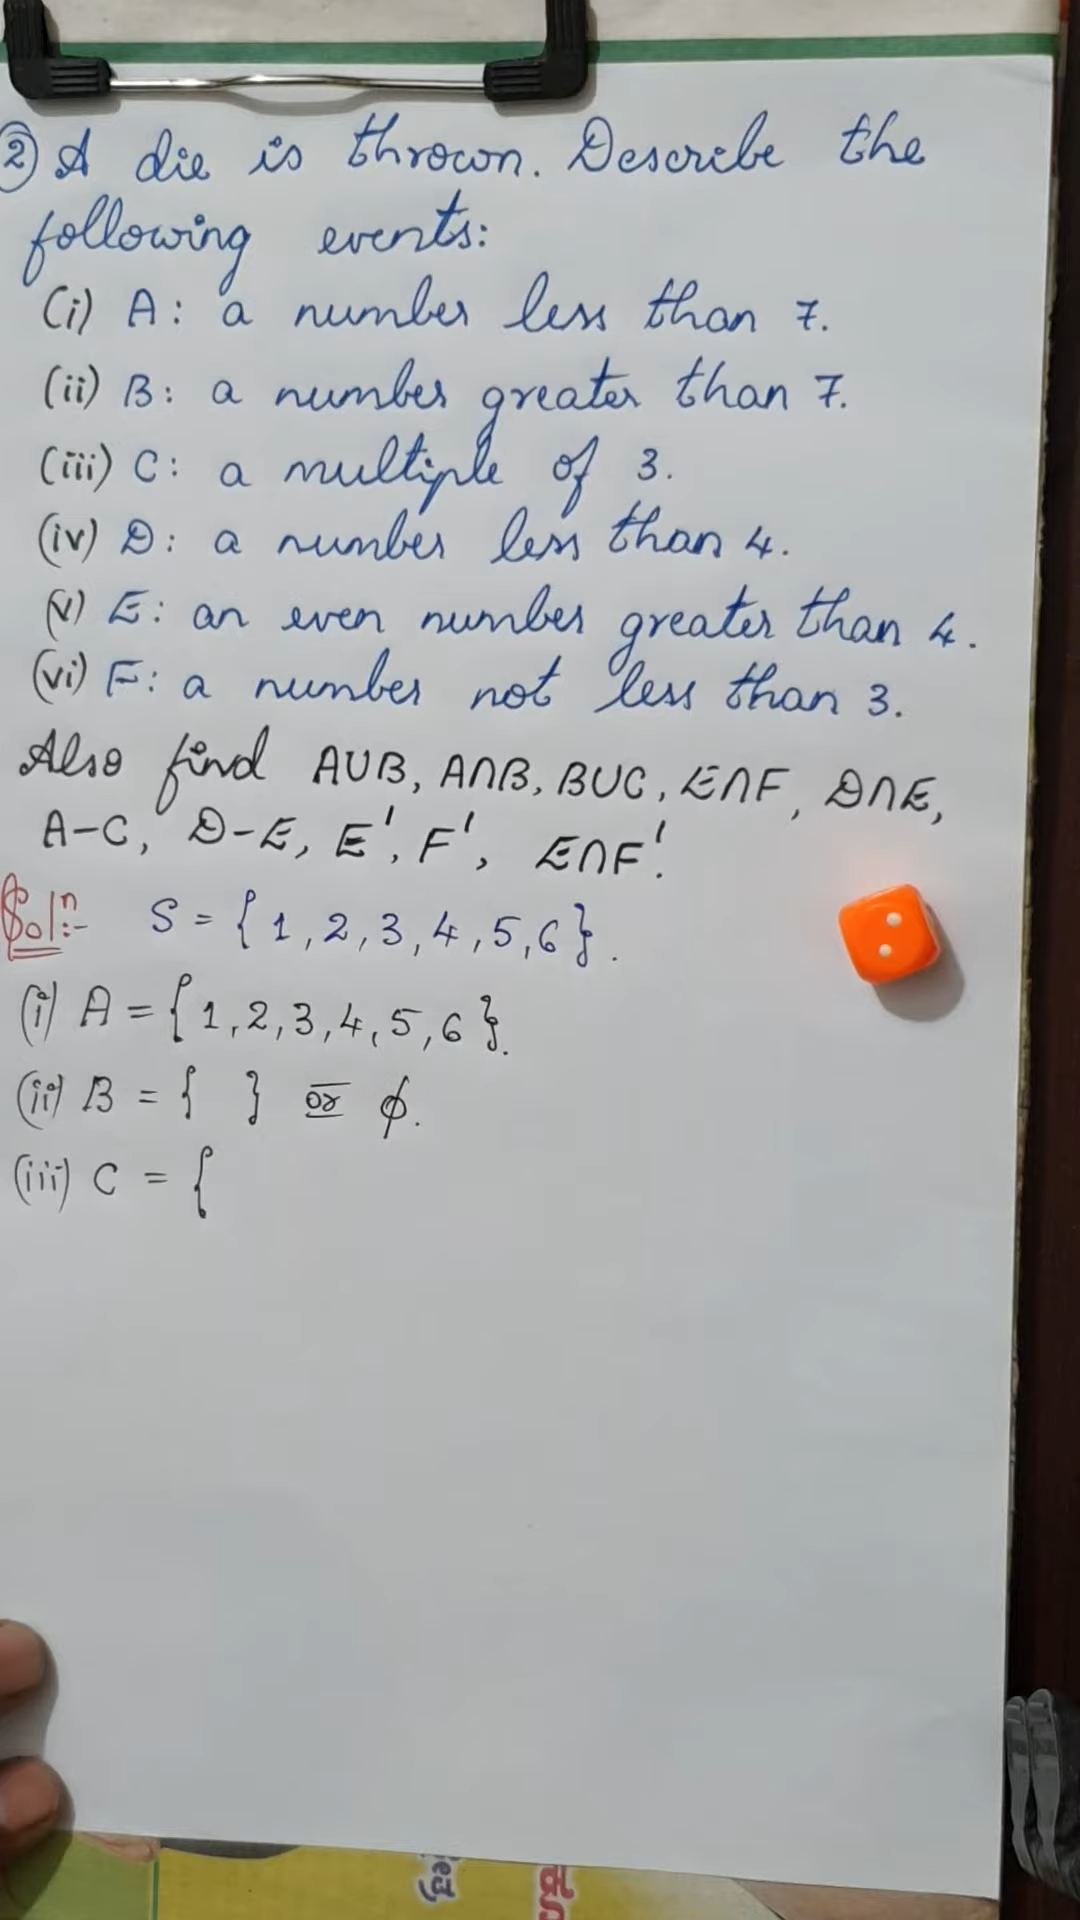 ② A die is thrown. Describe the
following events:
(i) A: a number less than 7.
(ii) B: a number greater than 7.
(iii) C: a multiple of 3.
(iv) D: a number less than 4.
(v) E: an even number greater than 4.
(vi) F: a number not less than 3.
Also find A∪B, A∩B, B∪C, E∩F, D∩E,
A-C, D-E, E', F', E∩F'.
Solⁿ:- S = {1,2,3,4,5,6}.
(i) A = {1,2,3,4,5,6}.
(ii) B = { } or ϕ.
(iii) C = {